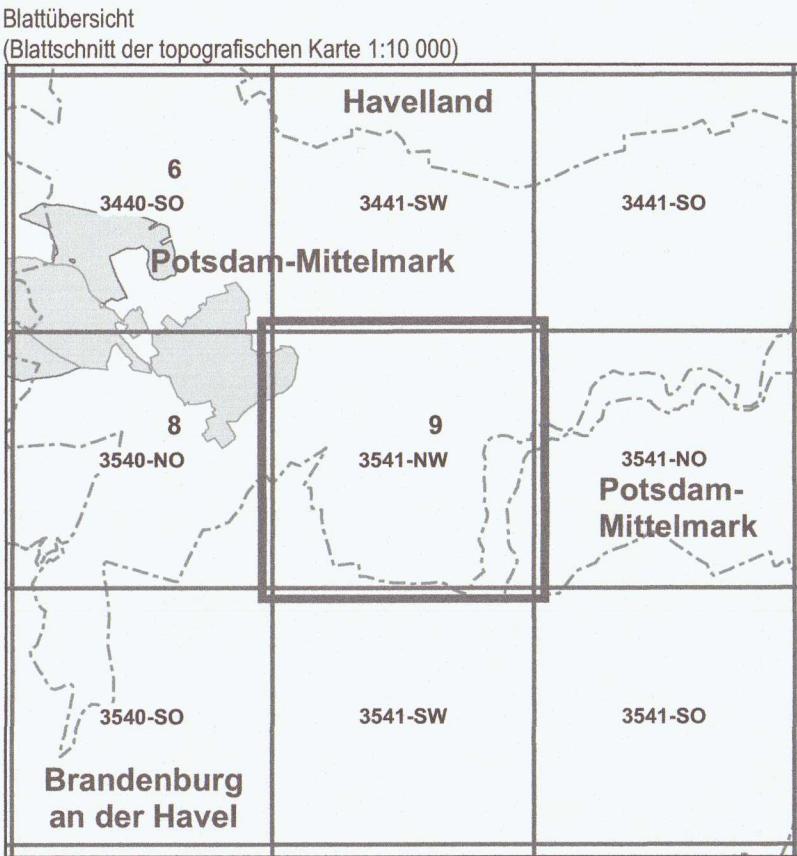 Blattübersicht
(Blattschnitt der topografischen Karte 1:10 000)
Havelland
6
3440-SO
3441-SW
3441-SO
Potsdam-Mittelmark
8
3540-NO
9
3541-NW
3541-NO
Potsdam-
Mittelmark
3540-SO
3541-SW
3541-SO
Brandenburg
an der Havel